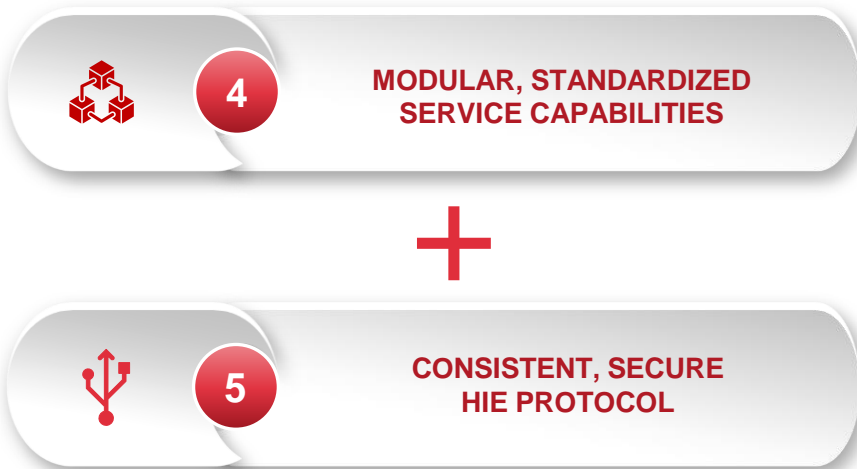 4
MODULAR, STANDARDIZED
SERVICE CAPABILITIES
5
CONSISTENT, SECURE
HIE PROTOCOL